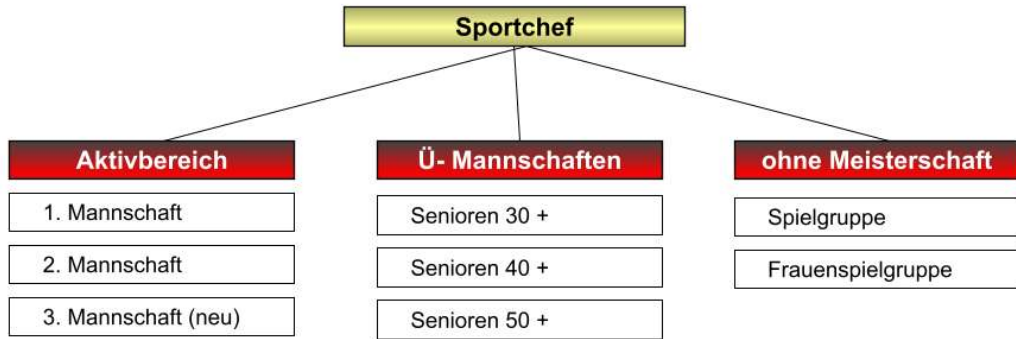 Sportchef
Aktivbereich
1. Mannschaft
2. Mannschaft
3. Mannschaft (neu)
Ü- Mannschaften
Senioren 30 +
Senioren 40 +
Senioren 50 +
ohne Meisterschaft
Spielgruppe
Frauenspielgruppe